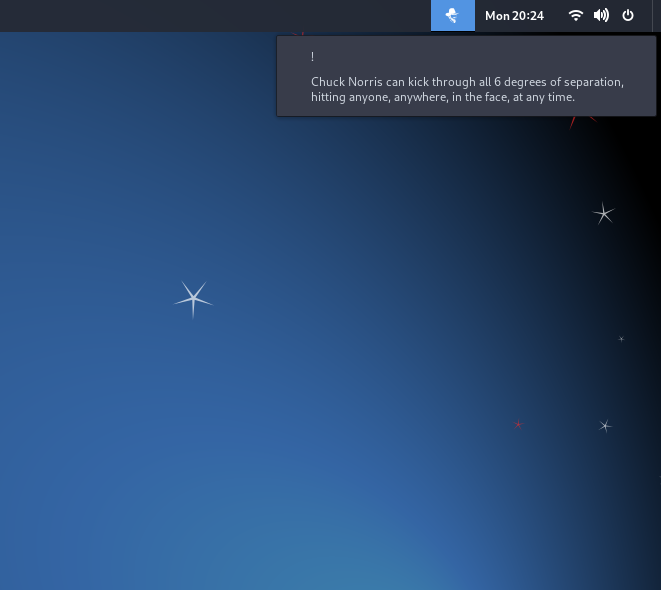 Mon 20:24
!
Chuck Norris can kick through all 6 degrees of separation,
hitting anyone, anywhere, in the face, at any time.